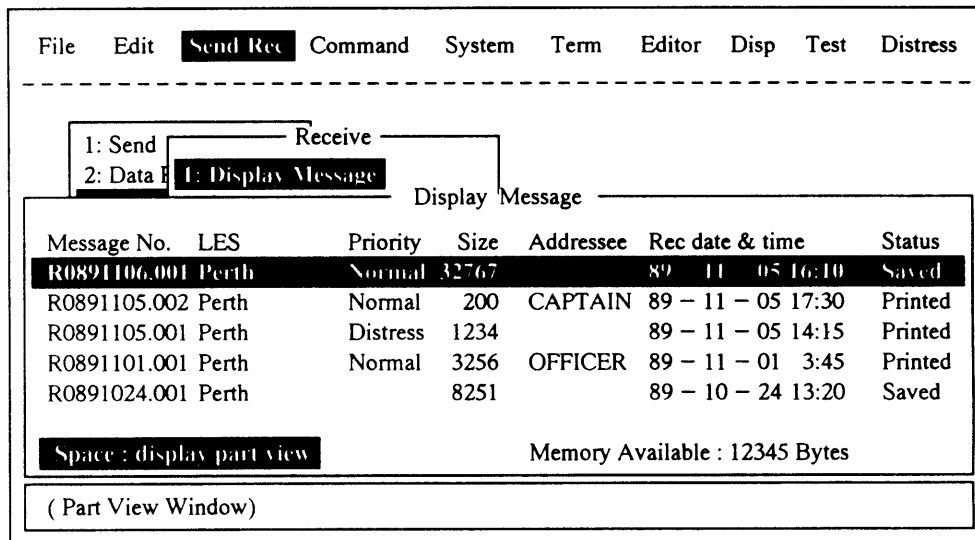 File Edit Send Rec Command System Term Editor Disp Test Distress
Receive
1: Send
2: Data
1: Display Message
Display Message
Message No. LES Priority Size Addressee Rec date & time Status
R0891106.001 Perth Normal 32767 89 11 05 16:10 Saved
R0891105.002 Perth Normal 200 CAPTAIN 89 – 11 – 05 17:30 Printed
R0891105.001 Perth Distress 1234 89 – 11 – 05 14:15 Printed
R0891101.001 Perth Normal 3256 OFFICER 89 – 11 – 01 3:45 Printed
R0891024.001 Perth 8251 89 – 10 – 24 13:20 Saved
Space : display part view Memory Available : 12345 Bytes
( Part View Window)